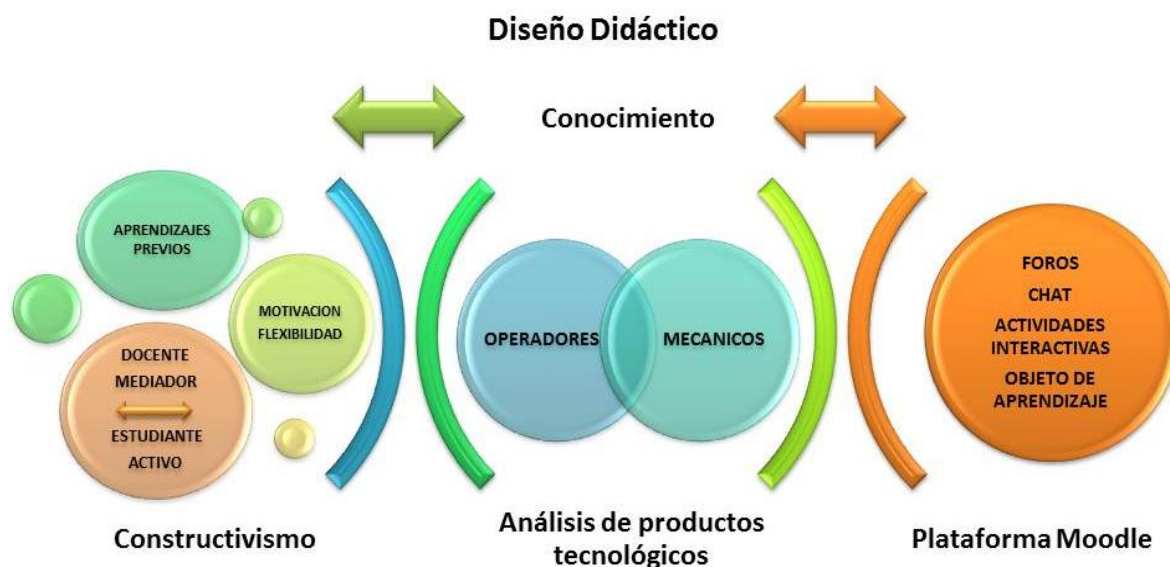 Diseño Didáctico
Conocimiento
APRENDIZAJES
PREVIOS
MOTIVACION
FLEXIBILIDAD
DOCENTE
MEDIADOR
ESTUDIANTE
ACTIVO
Constructivismo
OPERADORES
MECANICOS
Análisis de productos
tecnológicos
FOROS
CHAT
ACTIVIDADES
INTERACTIVAS
OBJETO DE
APRENDIZAJE
Plataforma Moodle